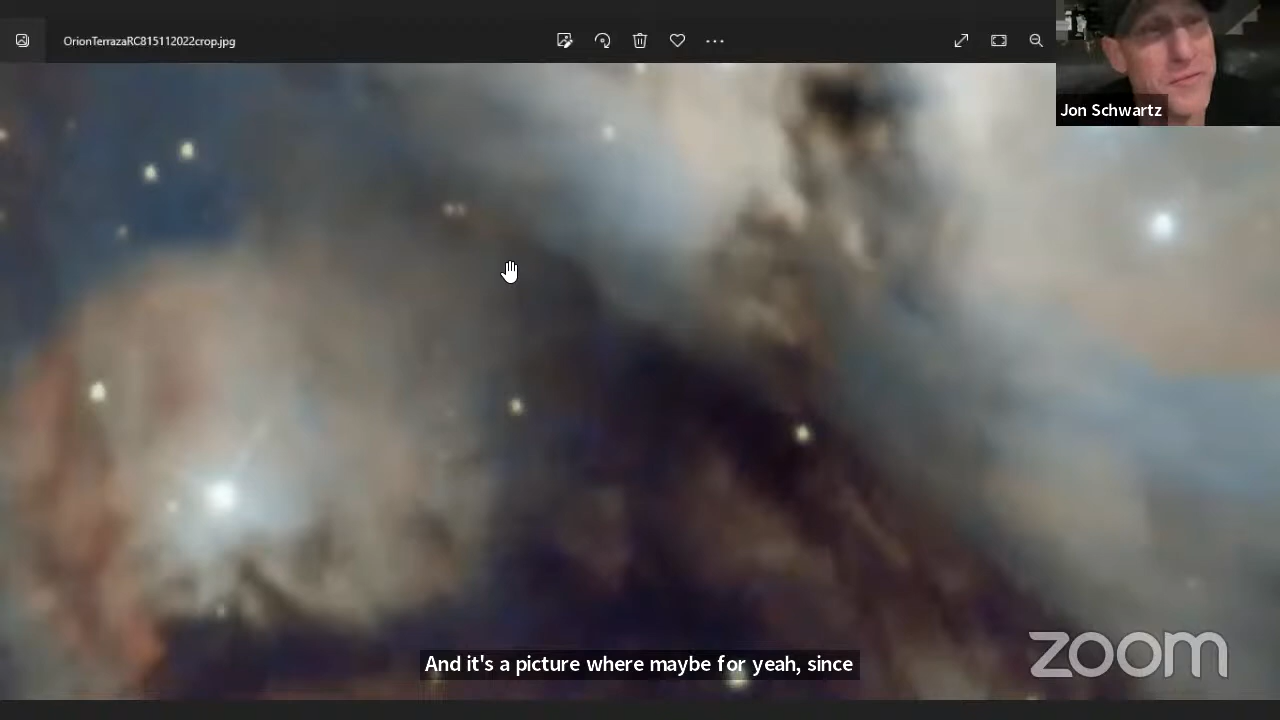 OrionTerrazaRC815112022crop.jpg
Jon Schwartz
And it's a picture where maybe for yeah, since
zoom